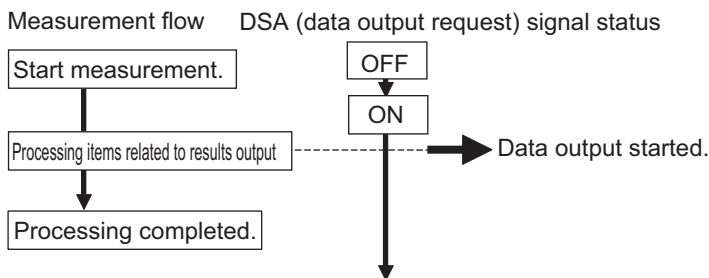 Measurement flow DSA (data output request) signal status
Start measurement. OFF
ON
Processing items related to results output Data output started.
Processing completed.